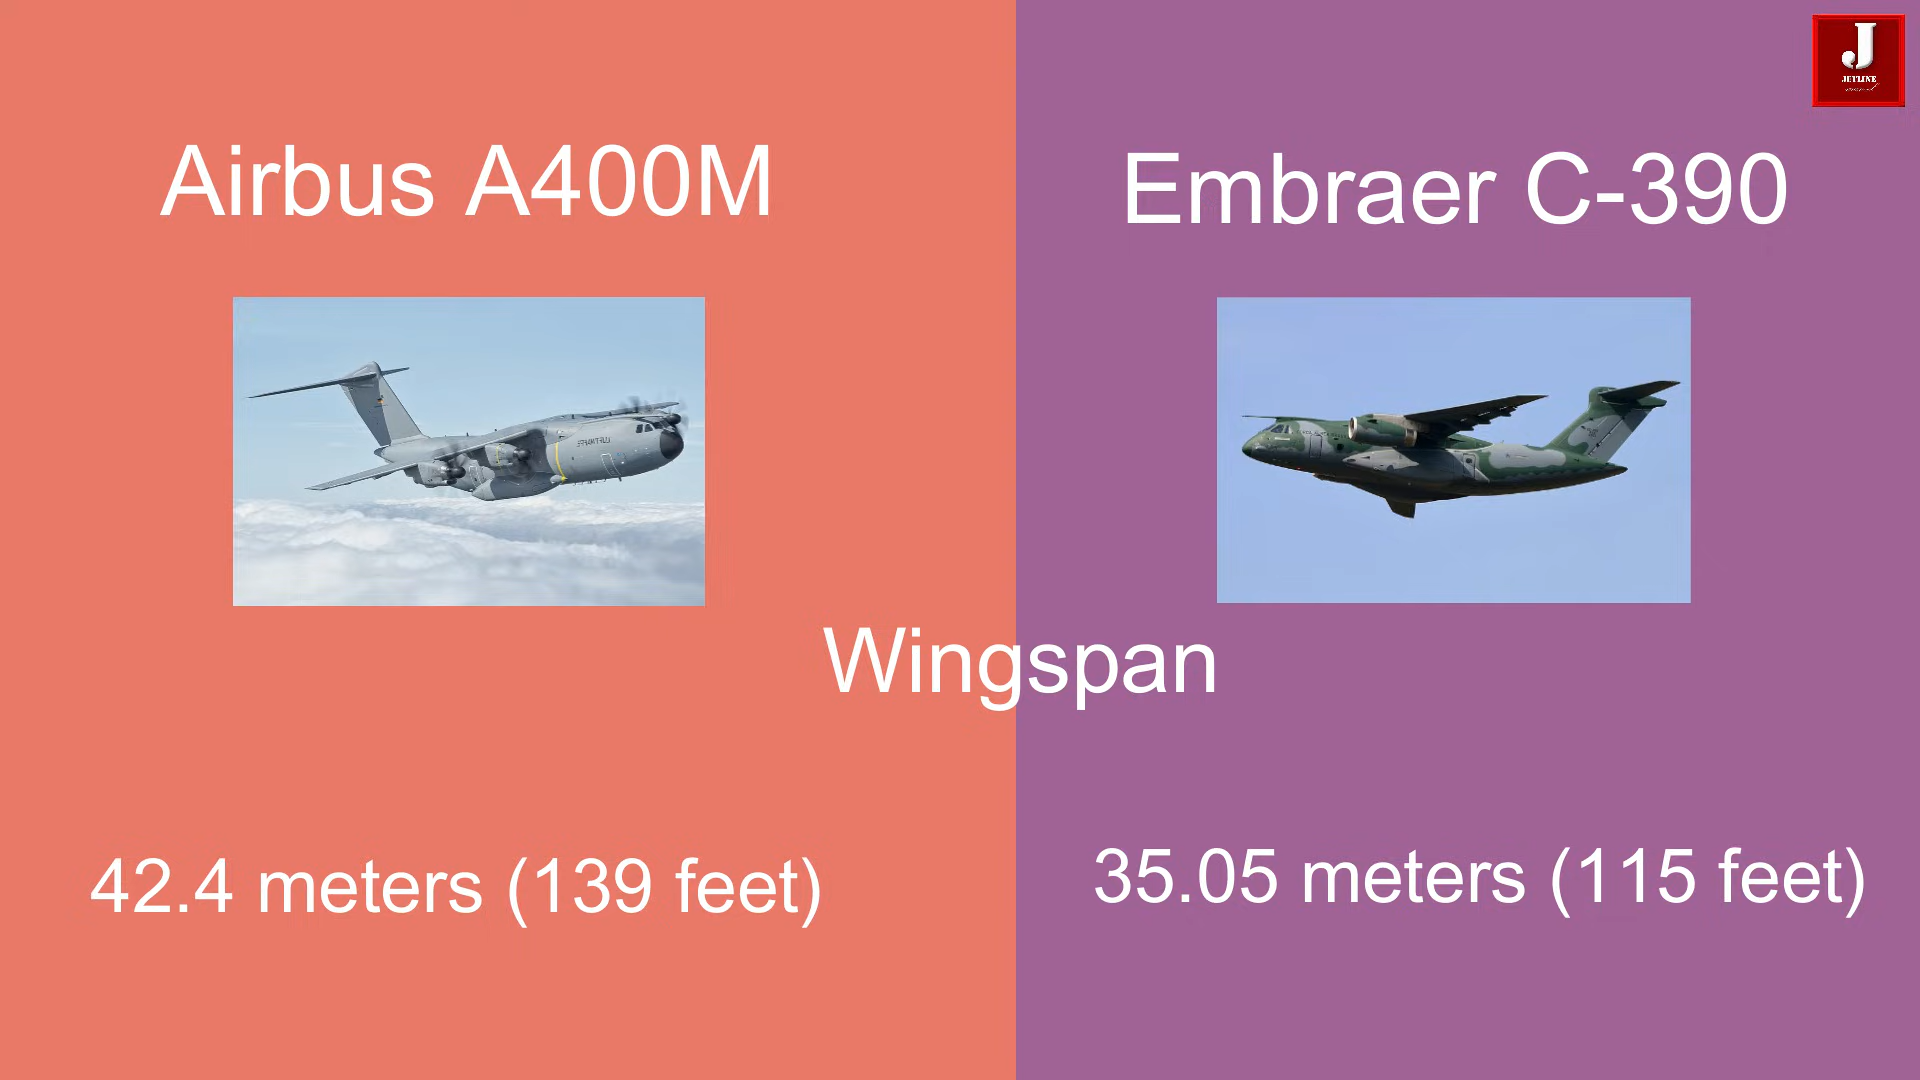 J
JETLINE
Airbus A400M
Embraer C-390
Wingspan
42.4 meters (139 feet)
35.05 meters (115 feet)